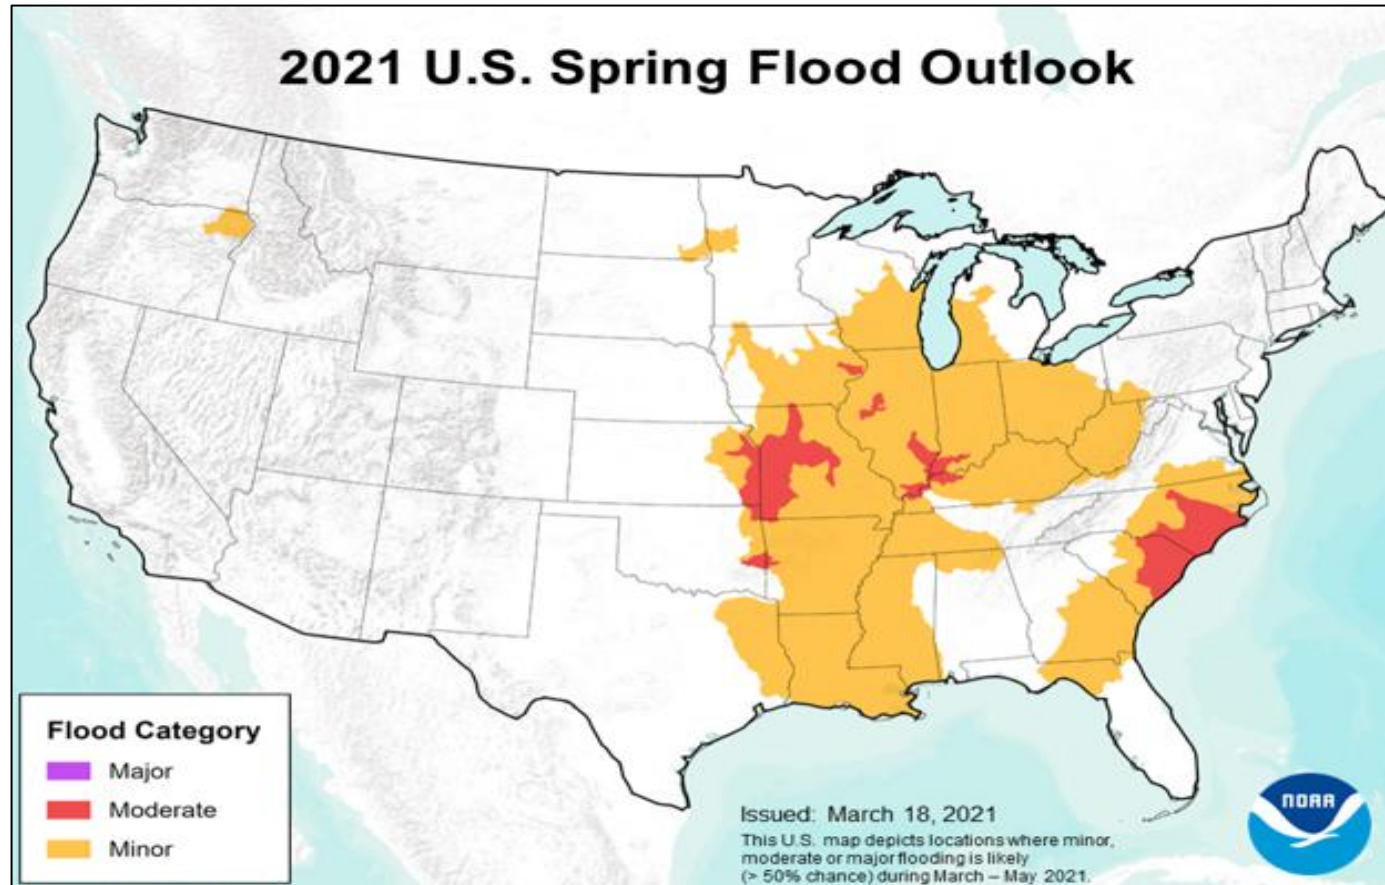 2021 U.S. Spring Flood Outlook
Flood Category
Major
Moderate
Minor
Issued: March 18, 2021
This U.S. map depicts locations where minor,
moderate or major flooding is likely
(> 50% chance) during March – May 2021.
NOAA